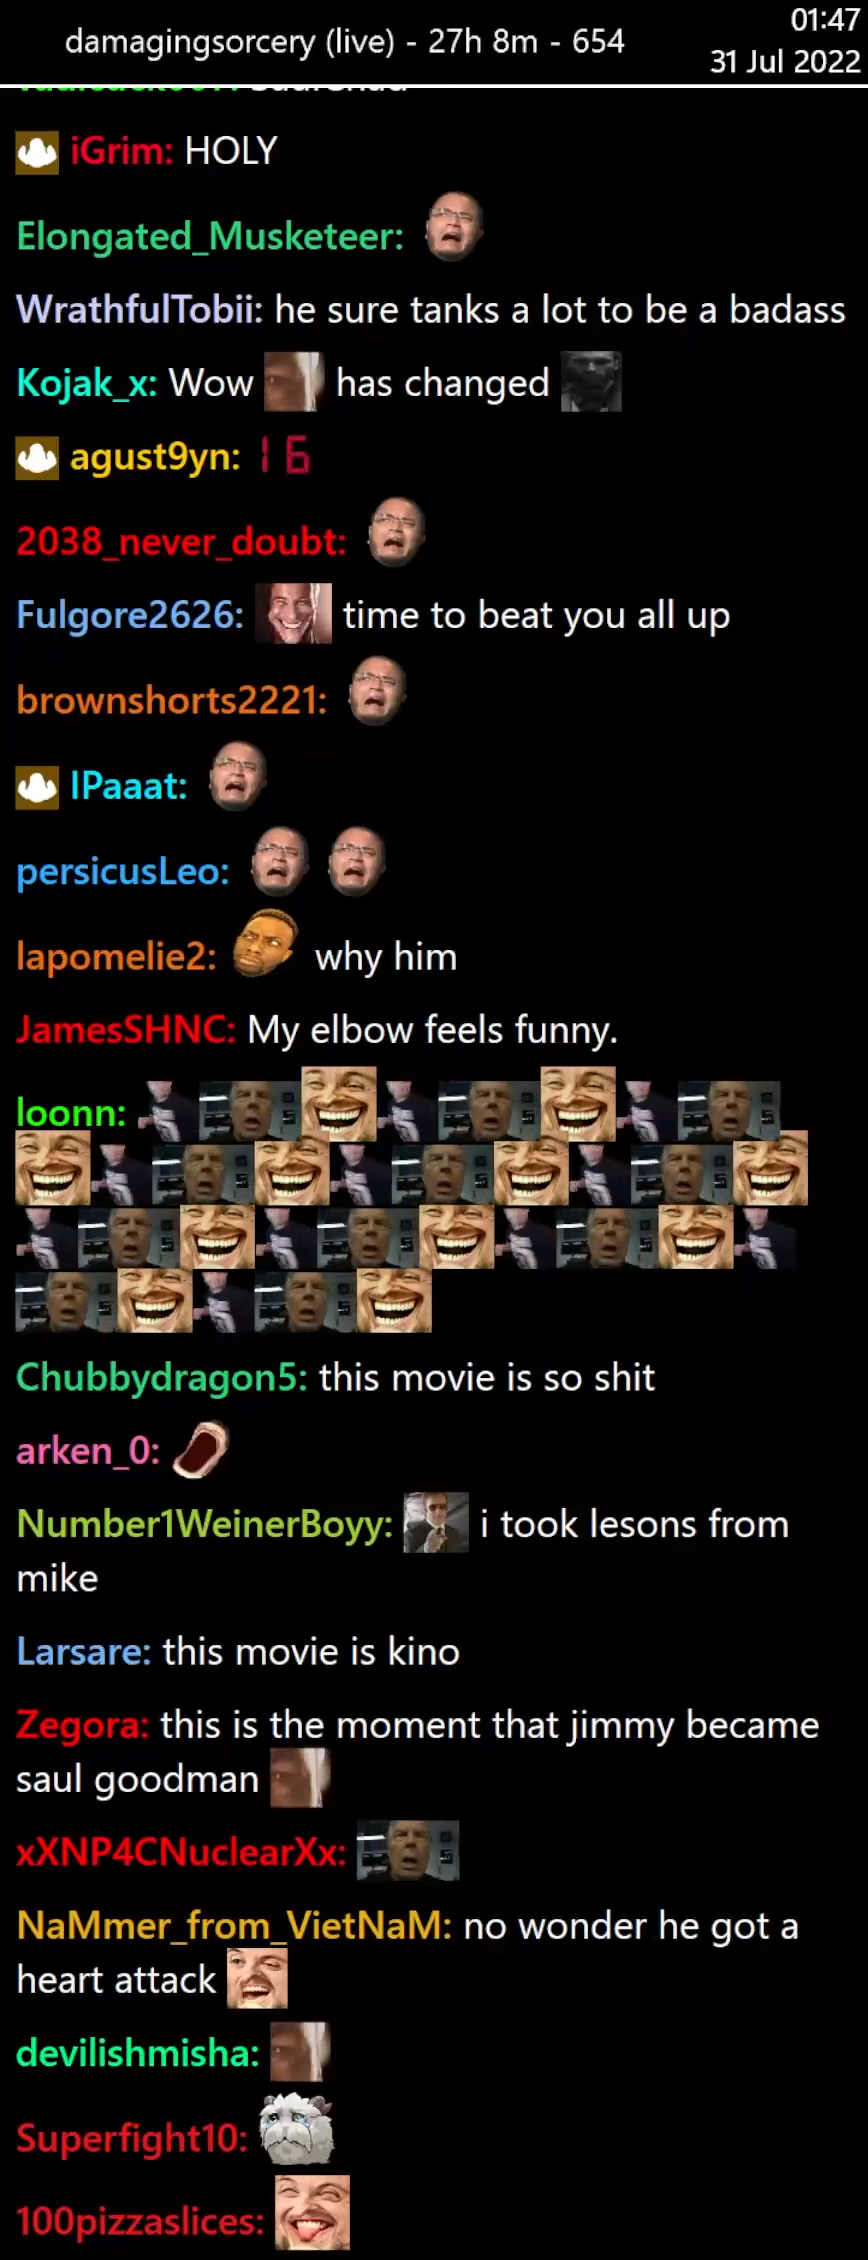 damagingsorcery (live) - 27h 8m - 654
01:47
31 Jul 2022
iGrim: HOLY
Elongated_Musketeer:
WrathfulTobii: he sure tanks a lot to be a badass
Kojak_x: Wow has changed
agust9yn: 16
2038_never_doubt:
Fulgore2626: time to beat you all up
brownshorts2221:
lPaaat:
persicusLeo:
lapomelie2: why him
JamesSHNC: My elbow feels funny.
loonn:
Chubbydragon5: this movie is so shit
arken_0:
Number1WeinerBoyy: i took lesons from
mike
Larsare: this movie is kino
Zegora: this is the moment that jimmy became
saul goodman
xXNP4CNuclearXx:
NaMmer_from_VietNaM: no wonder he got a
heart attack
devilishmisha:
Superfight10:
100pizzaslices: